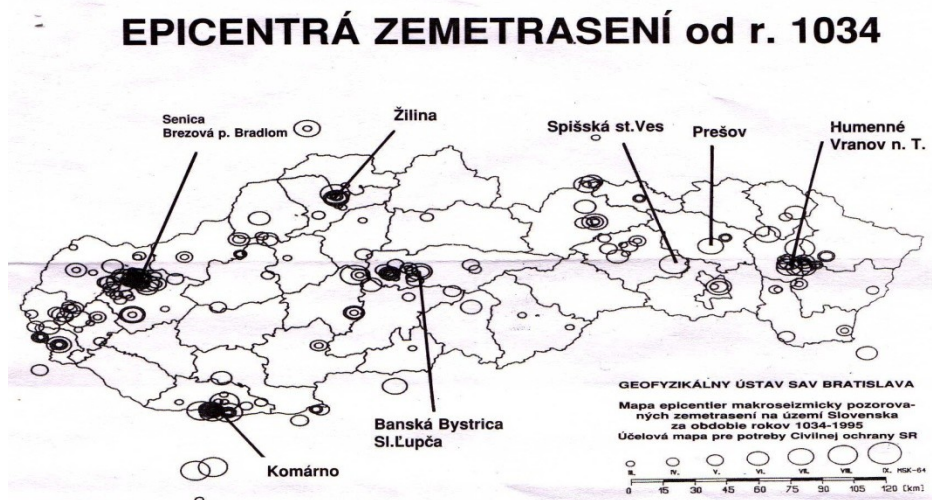 EPICENTRÁ ZEMETRASENÍ od r. 1034
Senica
Brezová p. Bradlom
Žilina
Spišská st.Ves
Prešov
Humenné
Vranov n. T.
Banská Bystrica
Sl.Ľupča
Komárno
GEOFYZIKÁLNY ÚSTAV SAV BRATISLAVA
Mapa epicentier makroseizmicky pozorova-
ných zemetrasení na území Slovenska
za obdobie rokov 1034-1995
Účelová mapa pre potreby Civilnej ochrany SR
III. IV. V. VI. VII. VIII. IX. MSK-64
0 15 30 45 60 75 90 105 120 [km]